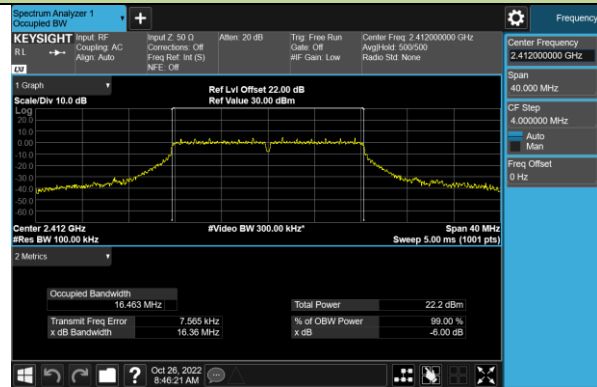 Spectrum Analyzer 1
Occupied BW
Frequency
KEYSIGHT
RL
Input: RF
Coupling: AC
Align: Auto
Input Z: 50 Ω
Corrections: Off
Freq Ref: Int (S)
NFE: Off
Atten: 20 dB
Trig: Free Run
Gate: Off
#IF Gain: Low
Center Freq: 2.412000000 GHz
Avg|Hold: 500/500
Radio Std: None
LXI
Center Frequency
2.412000000 GHz
Span
40.000 MHz
CF Step
4.000000 MHz
Auto
Man
Freq Offset
0 Hz
1 Graph
Scale/Div 10.0 dB
Ref Lvl Offset 22.00 dB
Ref Value 30.00 dBm
Log
20.0
10.0
0.00
-10.0
-20.0
-30.0
-40.0
-50.0
-60.0
Center 2.412 GHz
#Res BW 100.00 kHz
#Video BW 300.00 kHz*
Span 40 MHz
Sweep 5.00 ms (1001 pts)
2 Metrics
Occupied Bandwidth
16.463 MHz
Total Power 22.2 dBm
Transmit Freq Error 7.565 kHz
% of OBW Power 99.00 %
x dB Bandwidth 16.36 MHz
x dB -6.00 dB
Oct 26, 2022
8:46:21 AM